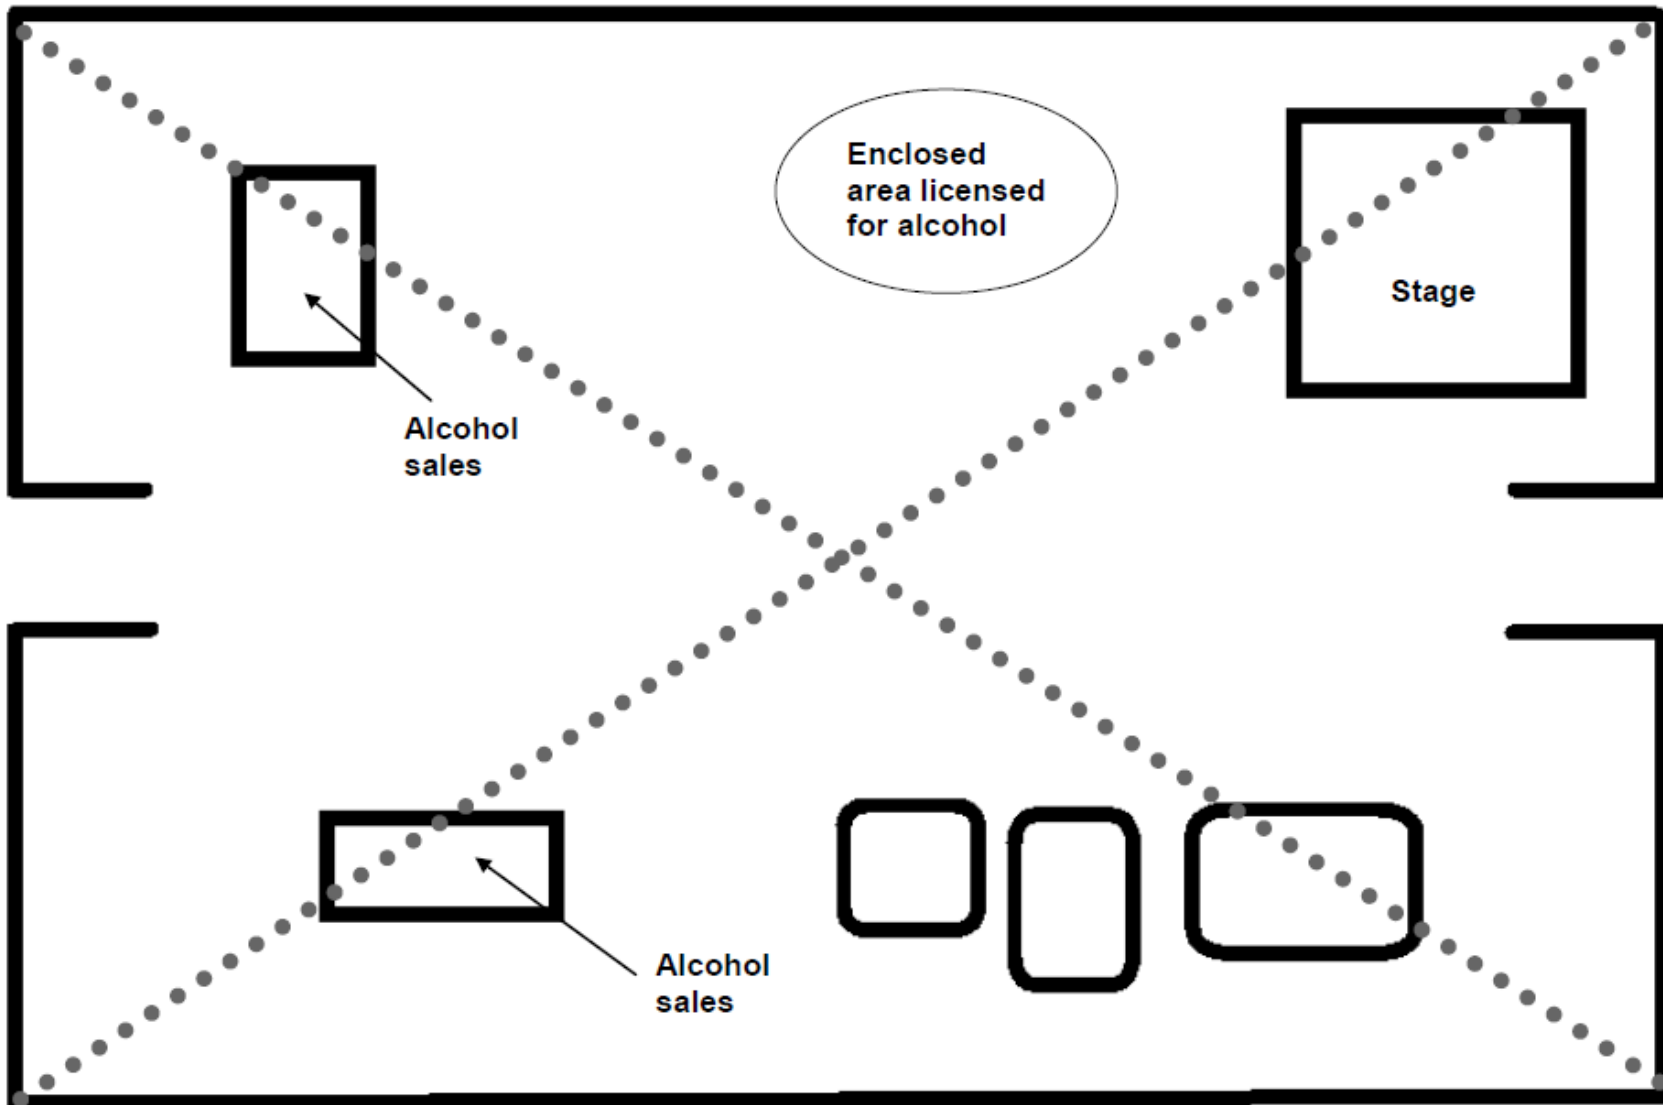 Enclosed
area licensed
for alcohol
Stage
Alcohol
sales
Alcohol
sales